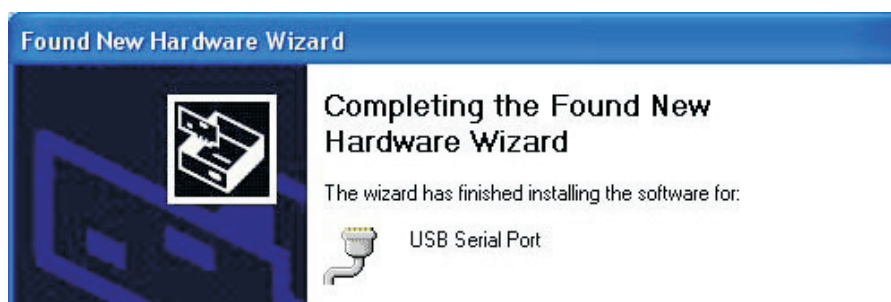 Found New Hardware Wizard
Completing the Found New
Hardware Wizard
The wizard has finished installing the software for:
USB Serial Port